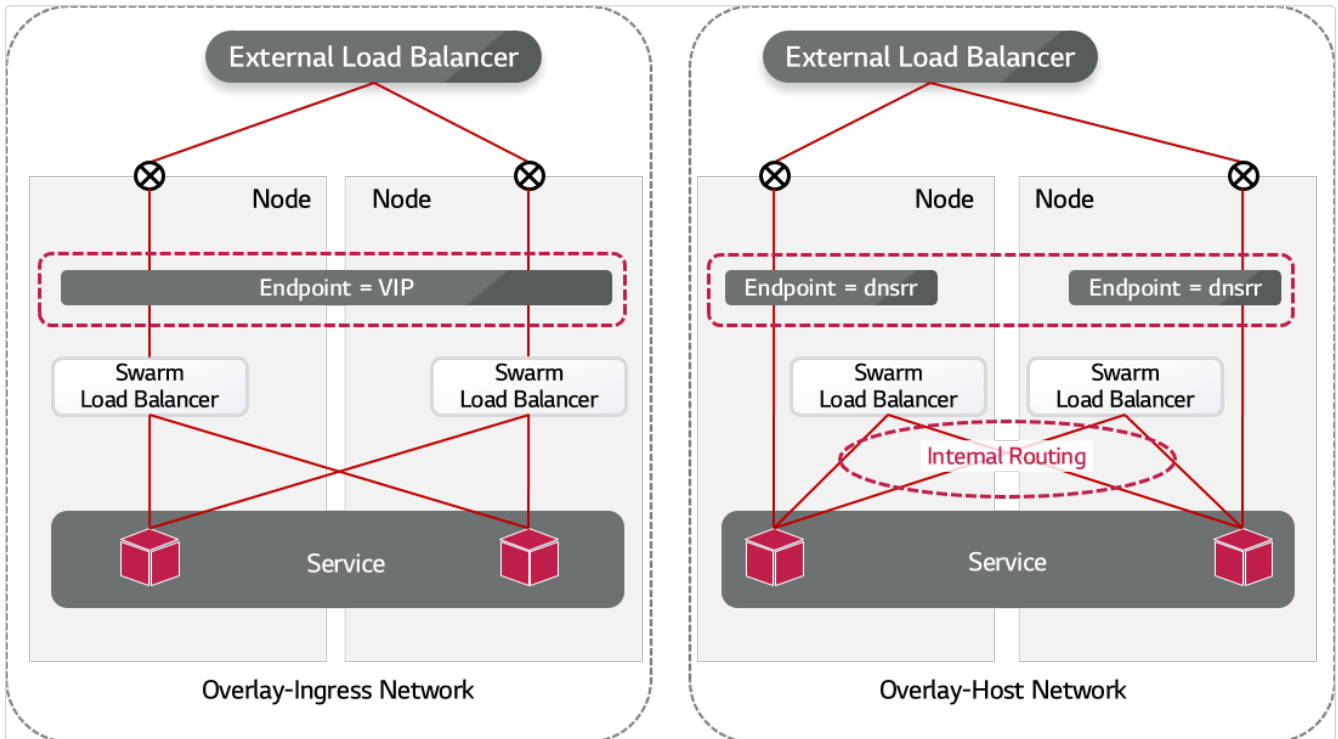 External Load Balancer
Node
Node
Endpoint = VIP
Swarm
Load Balancer
Swarm
Load Balancer
Service
Overlay-Ingress Network
External Load Balancer
Node
Node
Endpoint = dnsrr
Endpoint = dnsrr
Swarm
Load Balancer
Swarm
Load Balancer
Internal Routing
Service
Overlay-Host Network